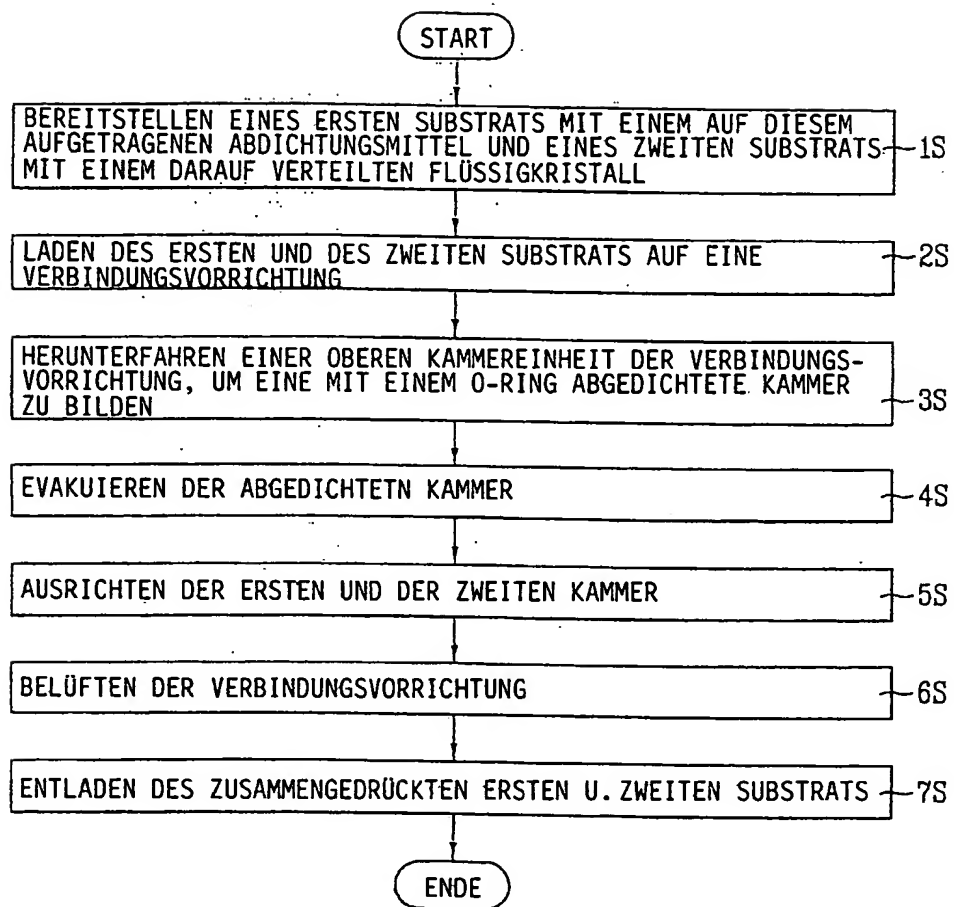 START
BEREITSTELLEN EINES ERSTEN SUBSTRATS MIT EINEM AUF DIESEM
AUFGETRAGENEN ABDICHTUNGSMITTEL UND EINES ZWEITEN SUBSTRATS
MIT EINEM DARAUF VERTEILTEN FLÜSSIGKRISTALL
1S
LADEN DES ERSTEN UND DES ZWEITEN SUBSTRATS AUF EINE
VERBINDUNGSVORRICHTUNG
2S
HERUNTERFAHREN EINER OBEREN KAMMEREINHEIT DER VERBINDUNGS-
VORRICHTUNG, UM EINE MIT EINEM O-RING ABGEDICHTETE KAMMER
ZU BILDEN
3S
EVAKUIEREN DER ABGEDICHTETN KAMMER
4S
AUSRICHTEN DER ERSTEN UND DER ZWEITEN KAMMER
5S
BELÜFTEN DER VERBINDUNGSVORRICHTUNG
6S
ENTLADEN DES ZUSAMMENGEDRÜCKTEN ERSTEN U. ZWEITEN SUBSTRATS
7S
ENDE